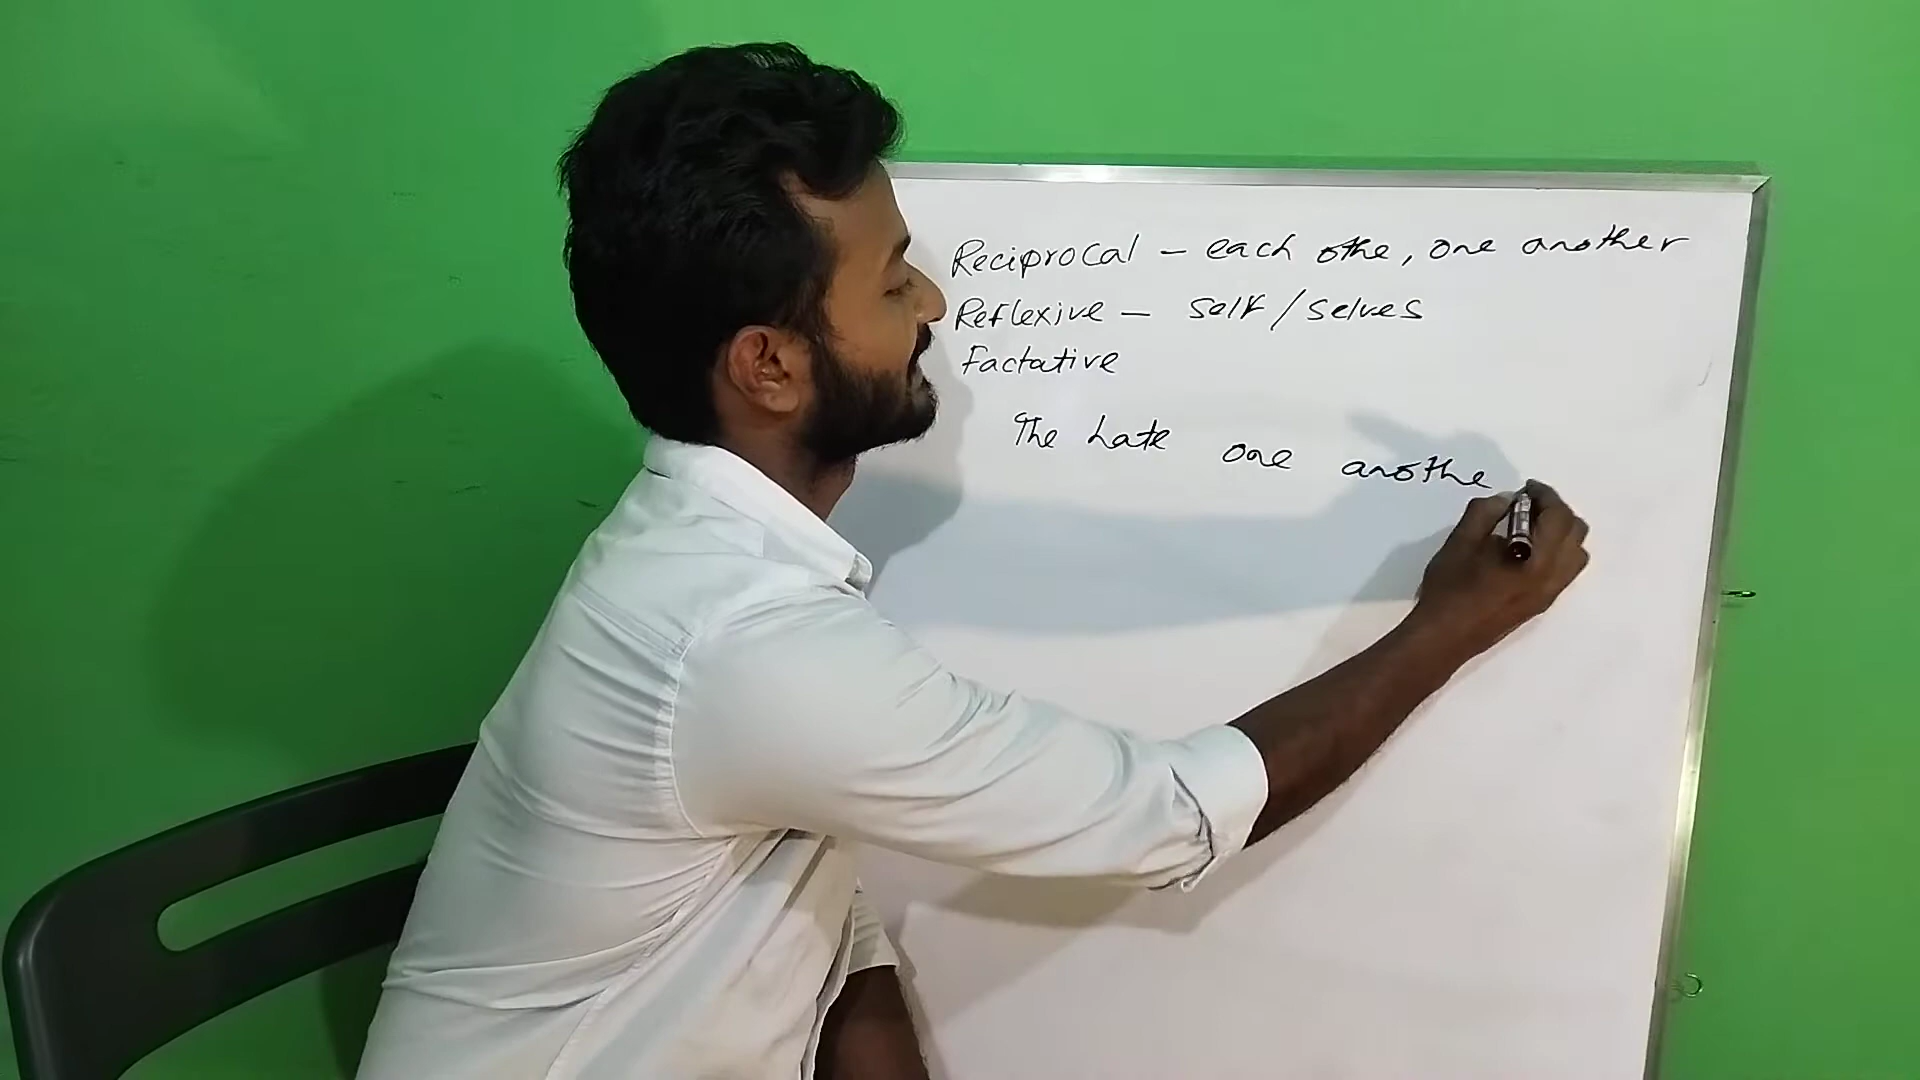 Reciprocal - each othe, one another
Reflexive - self / selves
Factative
The hate one anothe